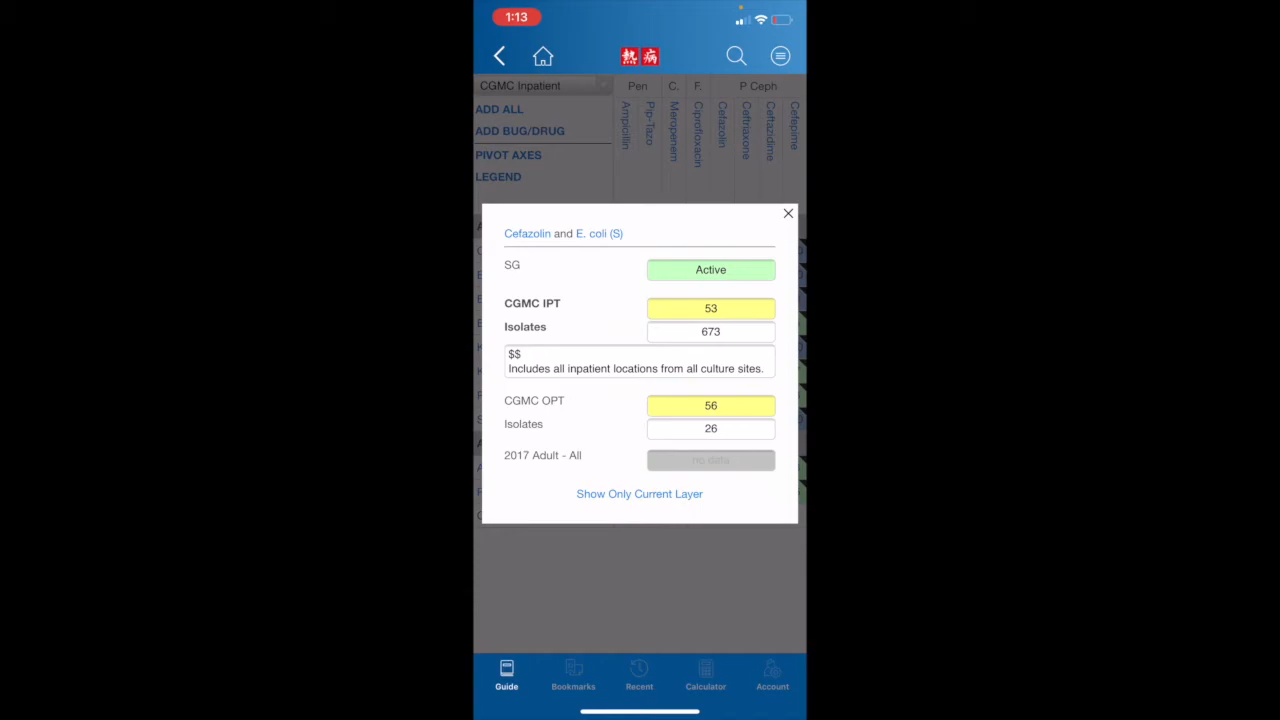 1:13
熱病
CGMC Inpatient
Pen
C.
F.
P Ceph
ADD ALL
ADD BUG/DRUG
PIVOT AXES
LEGEND
Ampicillin
Pip-Tazo
Meropenem
Ciprofloxacin
Cefazolin
Ceftriaxone
Ceftazidime
Cefepime
Cefazolin and E. coli (S)
SG
Active
CGMC IPT
53
Isolates
673
$$
Includes all inpatient locations from all culture sites.
CGMC OPT
56
Isolates
26
2017 Adult - All
no data
Show Only Current Layer
Guide
Bookmarks
Recent
Calculator
Account